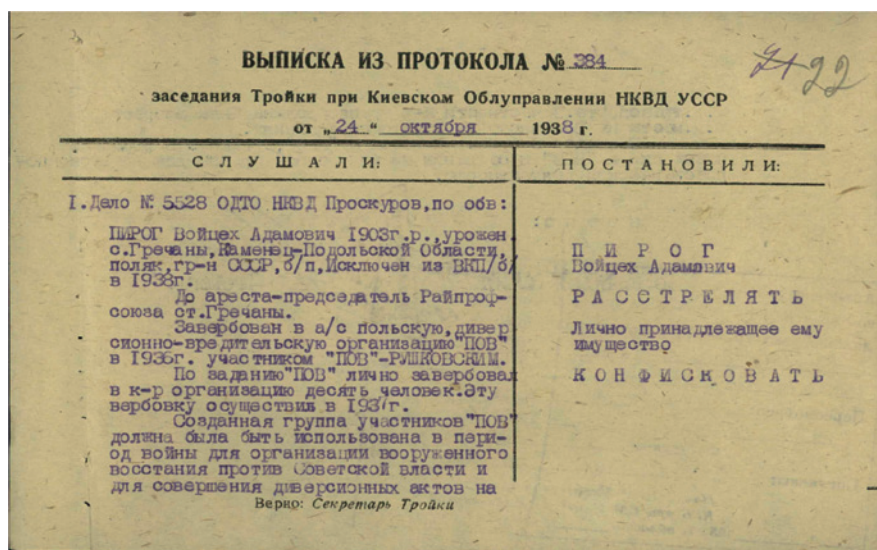 ВЫПИСКА ИЗ ПРОТОКОЛА № 384
22
заседания Тройки при Киевском Облуправлении НКВД УССР
от „24 “ октября 1938 г.
СЛУШАЛИ:
I.Дело № 5528 ОДТО НКВД Проскуров,по обв:
ПИРОГ Войцех Адамович 1903г.р.,урожен
с.Гречаны,Каменец-Подольской Области,
поляк,гр-н СССР,б/п,Исключен из ВКП/б/
в 1938г.
До ареста-председатель Райпроф-
союза ст.Гречаны.
Завербован в а/с польскую,дивер
сионно-вредительскую организацию"ПОВ"
в 1936г. участником "ПОВ"-РУШКОВСКИМ.
По заданию"ПОВ" лично завербовал
в к-р организацию десять человек.Эту
вербовку осуществил в 1937г.
Созданная группа участников"ПОВ"
должна была быть использована в пери-
од войны для организации вооруженного
восстания против Советской власти и
для совершения диверсионных актов на
ПОСТАНОВИЛИ:
ПИРОГ
Войцех Адамович
РАССТРЕЛЯТЬ
Лично принадлежащее ему
имущество
КОНФИСКОВАТЬ
Верно: Секретарь Тройки